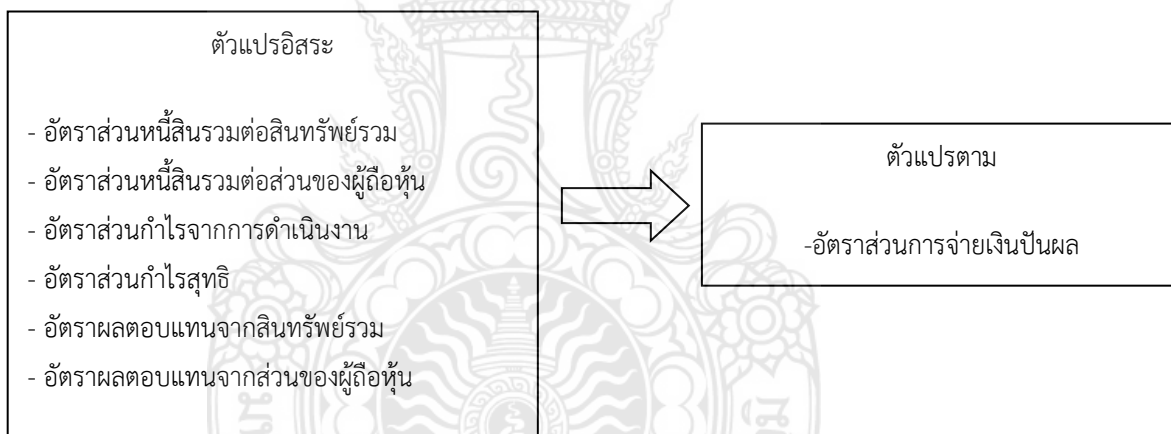 ตัวแปรอิสระ
- อัตราส่วนหนี้สินรวมต่อสินทรัพย์รวม
- อัตราส่วนหนี้สินรวมต่อส่วนของผู้ถือหุ้น
- อัตราส่วนกำไรจากการดำเนินงาน
- อัตราส่วนกำไรสุทธิ
- อัตราผลตอบแทนจากสินทรัพย์รวม
- อัตราผลตอบแทนจากส่วนของผู้ถือหุ้น
ตัวแปรตาม
-อัตราส่วนการจ่ายเงินปันผล